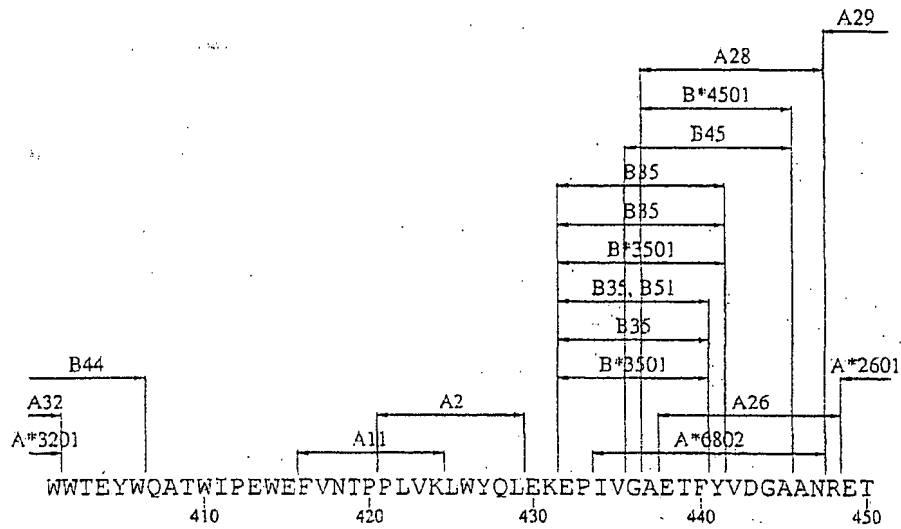 A29
A28
B*4501
B45
B35
B35
B*3501
B35, B51
B35
B44 B*3501 A*2601
A32 A2 A26
A*3201 A11 A*6802
WWTEYWQATWIPEWEFVNTPPLVKLWYQLEKEPIVGAETFYVDGAANRET
410 420 430 440 450